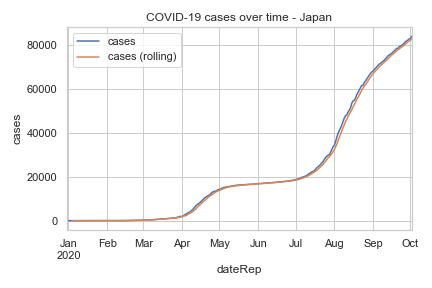 COVID-19 cases over time - Japan
cases
cases (rolling)
80000
60000
40000
20000
0
cases
Jan Feb Mar Apr May Jun Jul Aug Sep Oct
2020
dateRep